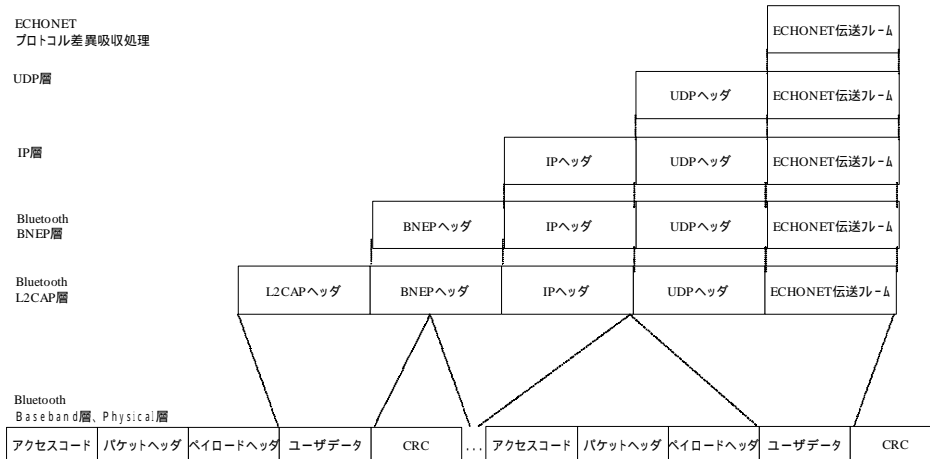 ECHONET
プロトコル差異吸収処理
ECHONET伝送フレーム
UDP層
UDPヘッダ
ECHONET伝送フレーム
IP層
IPヘッダ
UDPヘッダ
ECHONET伝送フレーム
Bluetooth
BNEP層
BNEPヘッダ
IPヘッダ
UDPヘッダ
ECHONET伝送フレーム
Bluetooth
L2CAP層
L2CAPヘッダ
BNEPヘッダ
IPヘッダ
UDPヘッダ
ECHONET伝送フレーム
Bluetooth
Baseband層、Physical層
アクセスコード
パケットヘッダ
ペイロードヘッダ
ユーザデータ
CRC
...
アクセスコード
パケットヘッダ
ペイロードヘッダ
ユーザデータ
CRC